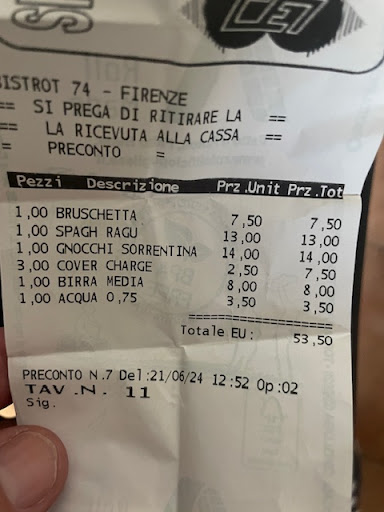 BISTROT 74 - FIRENZE
== SI PREGA DI RITIRARE LA ==
== LA RICEVUTA ALLA CASSA ==
= PRECONTO =
Pezzi Descrizione Prz.Unit Prz.Tot
1,00 BRUSCHETTA 7,50 7,50
1,00 SPAGH RAGU 13,00 13,00
1,00 GNOCCHI SORRENTINA 14,00 14,00
3,00 COVER CHARGE 2,50 7,50
1,00 BIRRA MEDIA 8,00 8,00
1,00 ACQUA 0,75 3,50 3,50
Totale EU: 53,50
PRECONTO N.7 Del:21/06/24 12:52 Op:02
TAV.N. 11
Sig.